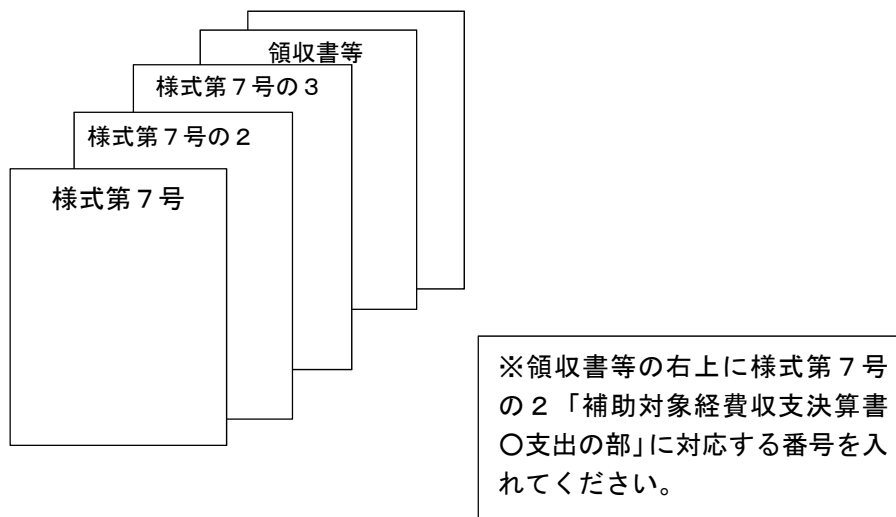 領収書等
様式第７号の３
様式第７号の２
様式第７号
※領収書等の右上に様式第７号
の２「補助対象経費収支決算書
〇支出の部」に対応する番号を入
れてください。